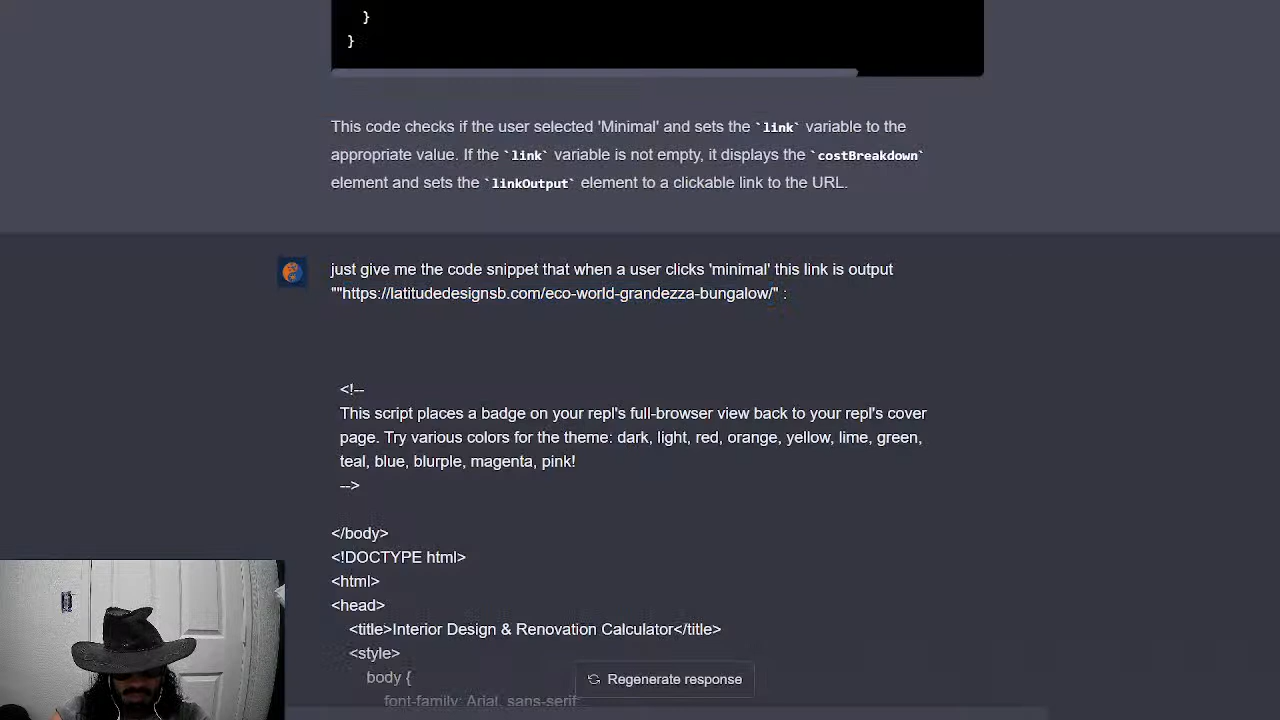 }
}
This code checks if the user selected 'Minimal' and sets the `link` variable to the
appropriate value. If the `link` variable is not empty, it displays the `costBreakdown`
element and sets the `linkOutput` element to a clickable link to the URL.
just give me the code snippet that when a user clicks 'minimal' this link is output
""https://latitudedesignsb.com/eco-world-grandezza-bungalow/" :
<!--
This script places a badge on your repl's full-browser view back to your repl's cover
page. Try various colors for the theme: dark, light, red, orange, yellow, lime, green,
teal, blue, blurple, magenta, pink!
-->
</body>
<!DOCTYPE html>
<html>
<head>
<title>Interior Design & Renovation Calculator</title>
<style>
body {
font-family: Arial, sans-serif;
Regenerate response